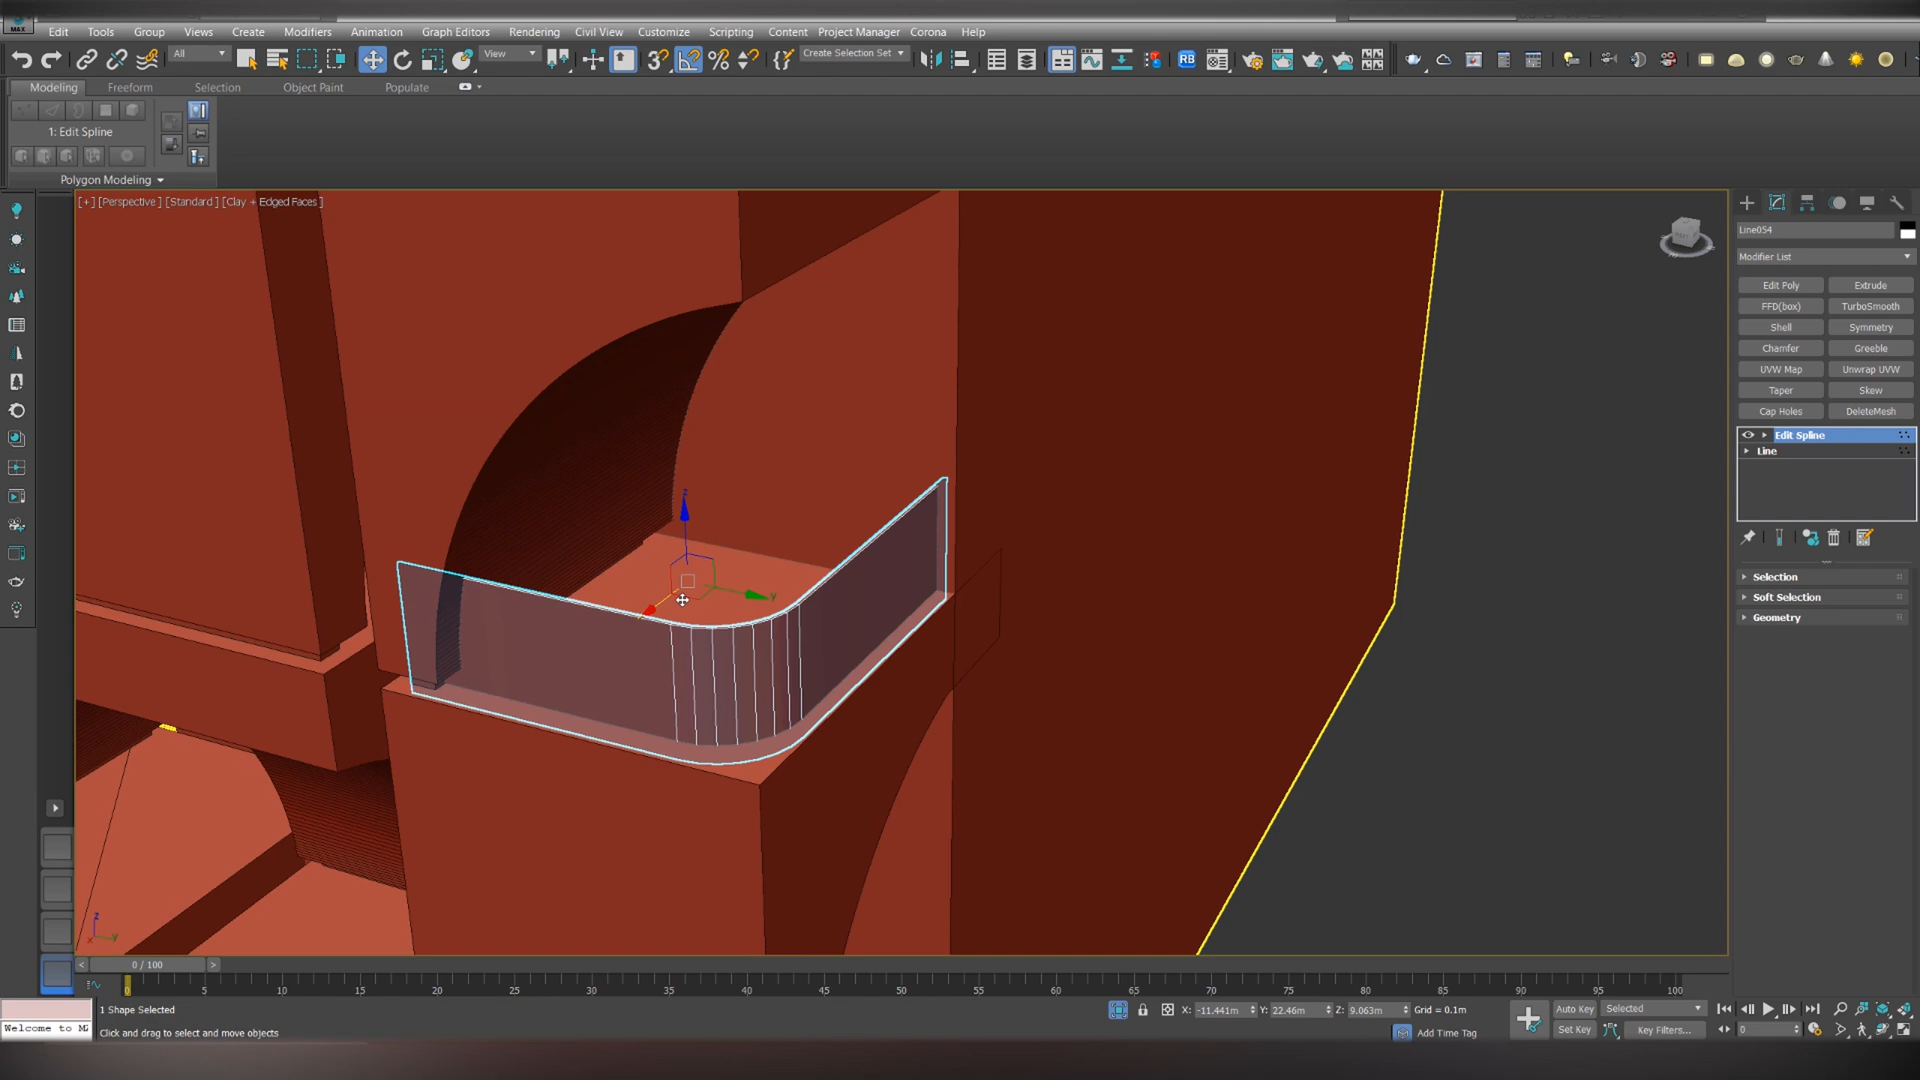 MAX
Edit Tools Group Views Create Modifiers Animation Graph Editors Rendering Civil View Customize Scripting Content Project Manager Corona Help
All
View
Create Selection Set
RB
Modeling Freeform Selection Object Paint Populate
1: Edit Spline
Polygon Modeling
[+] [Perspective ] [Standard ] [Clay + Edged Faces ]
Line054
Modifier List
Edit Poly Extrude
FFD(box) TurboSmooth
Shell Symmetry
Chamfer Greeble
UVW Map Unwrap UVW
Taper Skew
Cap Holes DeleteMesh
Edit Spline
Line
Selection
Soft Selection
Geometry
z
y
z
x y
< 0 / 100 >
0 5 10 15 20 25 30 35 40 45 50 55 60 65 70 75 80 85 90 95 100
1 Shape Selected
X: -11.441m Y: 22.46m Z: 9.063m Grid = 0.1m
Auto Key Selected
Welcome to M
Click and drag to select and move objects
Add Time Tag
Set Key Key Filters...
0